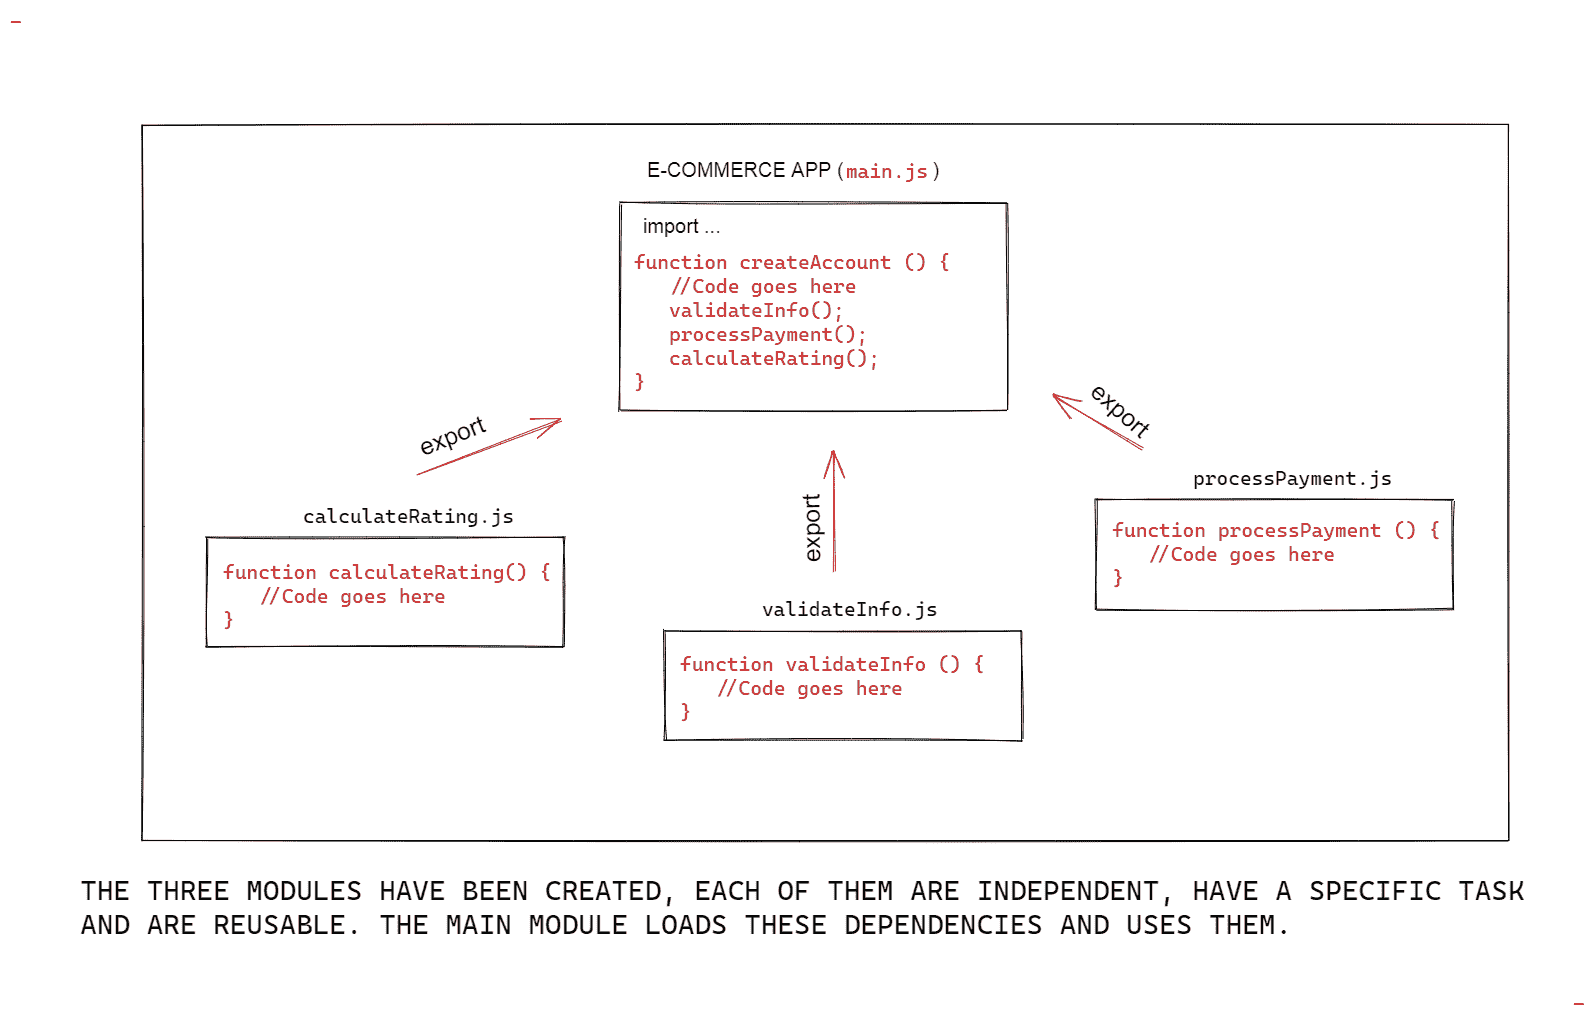 E-COMMERCE APP (main.js)
import ...
function createAccount () {
//Code goes here
validateInfo();
processPayment();
calculateRating();
}
export
export
export
calculateRating.js
function calculateRating() {
//Code goes here
}
validateInfo.js
function validateInfo () {
//Code goes here
}
processPayment.js
function processPayment () {
//Code goes here
}
THE THREE MODULES HAVE BEEN CREATED, EACH OF THEM ARE INDEPENDENT, HAVE A SPECIFIC TASK
AND ARE REUSABLE. THE MAIN MODULE LOADS THESE DEPENDENCIES AND USES THEM.